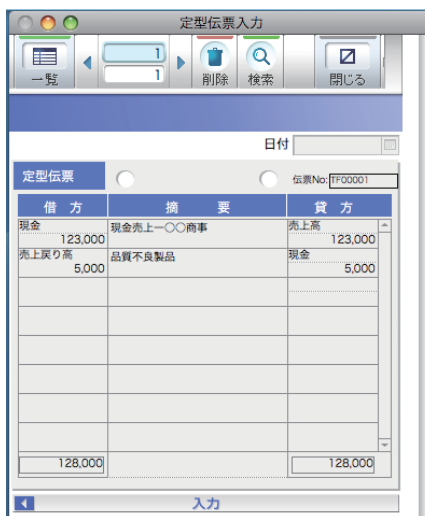 定型伝票入力
1
1
一覧
削除
検索
閉じる
日付
定型伝票
伝票No:TF00001
借 方 摘 要 貸 方
現金 現金売上ー〇〇商事 売上高
123,000 123,000
売上戻り高 品質不良製品 現金
5,000 5,000
128,000 128,000
入力